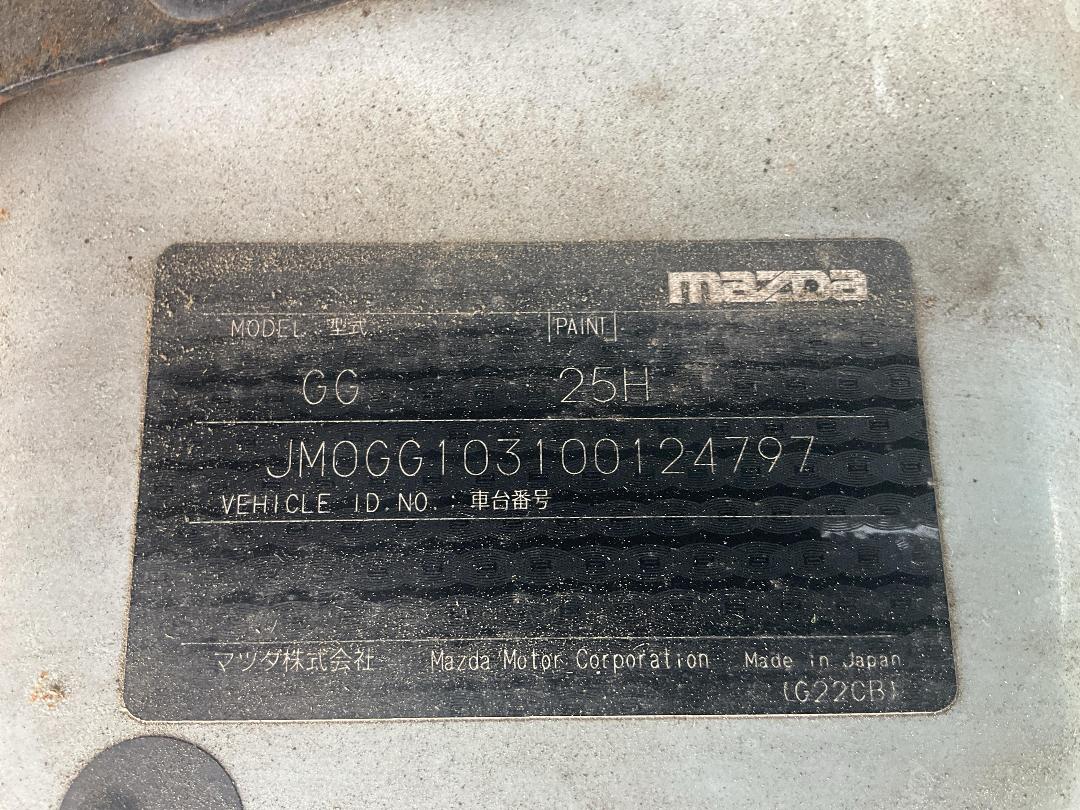 mazda
MODEL 型式 PAINT
GG 25H
JM0GG103100124797
VEHICLE ID.NO. : 車台番号
マツダ株式会社 Mazda Motor Corporation Made in Japan
(G22CB)